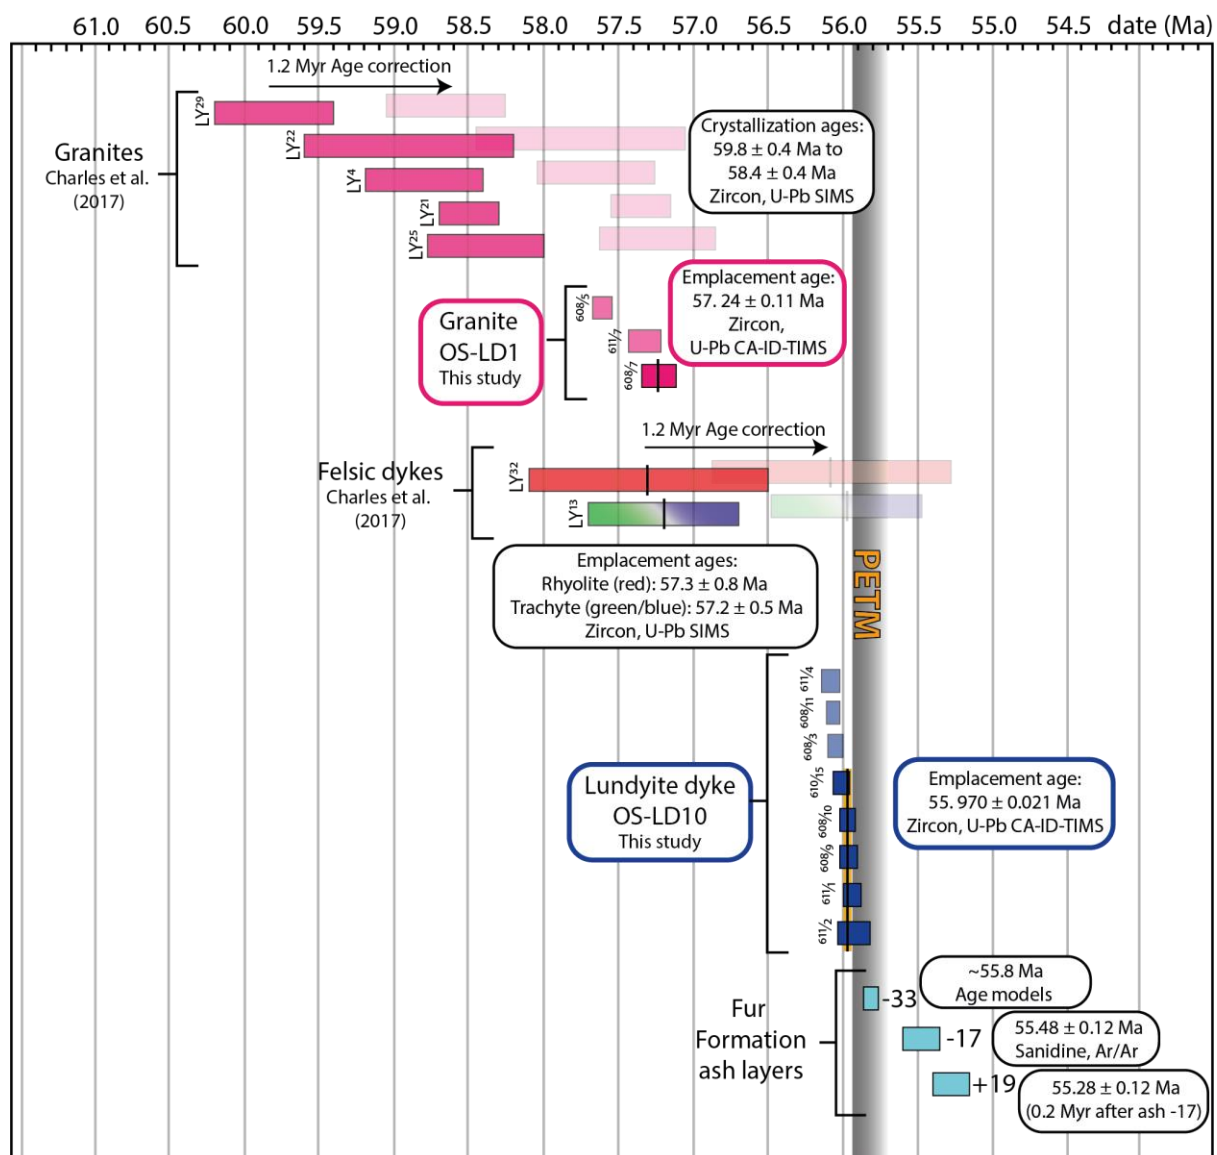 61.0 60.5 60.0 59.5 59.0 58.5 58.0 57.5 57.0 56.5 56.0 55.5 55.0 54.5 date (Ma)
1.2 Myr Age correction
LY29
LY22
LY4
LY21
LY25
Granites
Charles et al.
(2017)
Crystallization ages:
59.8 ± 0.4 Ma to
58.4 ± 0.4 Ma
Zircon, U-Pb SIMS
Granite
OS-LD1
This study
608/5
611/7
608/7
Emplacement age:
57. 24 ± 0.11 Ma
Zircon,
U-Pb CA-ID-TIMS
1.2 Myr Age correction
Felsic dykes
Charles et al.
(2017)
LY32
LY13
Emplacement ages:
Rhyolite (red): 57.3 ± 0.8 Ma
Trachyte (green/blue): 57.2 ± 0.5 Ma
Zircon, U-Pb SIMS
PETM
Lundyite dyke
OS-LD10
This study
611/4
608/11
608/3
610/15
608/10
608/9
611/1
611/2
Emplacement age:
55. 970 ± 0.021 Ma
Zircon, U-Pb CA-ID-TIMS
Fur
Formation
ash layers
-33
~55.8 Ma
Age models
-17
55.48 ± 0.12 Ma
Sanidine, Ar/Ar
+19
55.28 ± 0.12 Ma
(0.2 Myr after ash -17)